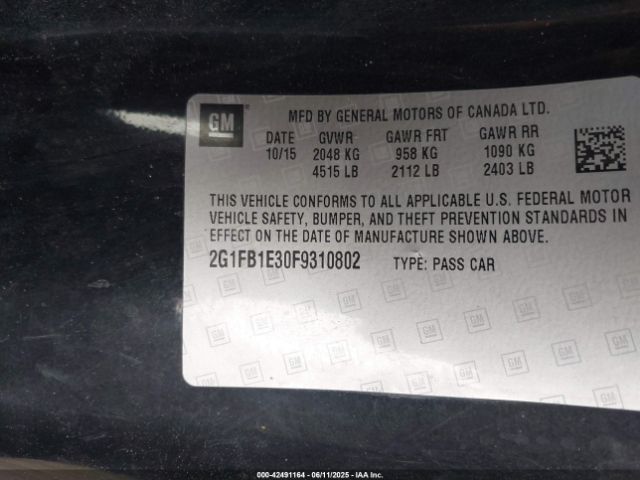 GM
MFD BY GENERAL MOTORS OF CANADA LTD.
DATE GVWR GAWR FRT GAWR RR
10/15 2048 KG 958 KG 1090 KG
4515 LB 2112 LB 2403 LB
THIS VEHICLE CONFORMS TO ALL APPLICABLE U.S. FEDERAL MOTOR
VEHICLE SAFETY, BUMPER, AND THEFT PREVENTION STANDARDS IN
EFFECT ON THE DATE OF MANUFACTURE SHOWN ABOVE.
2G1FB1E30F9310802 TYPE: PASS CAR
000-42491164 - 06/11/2025 - IAA Inc.